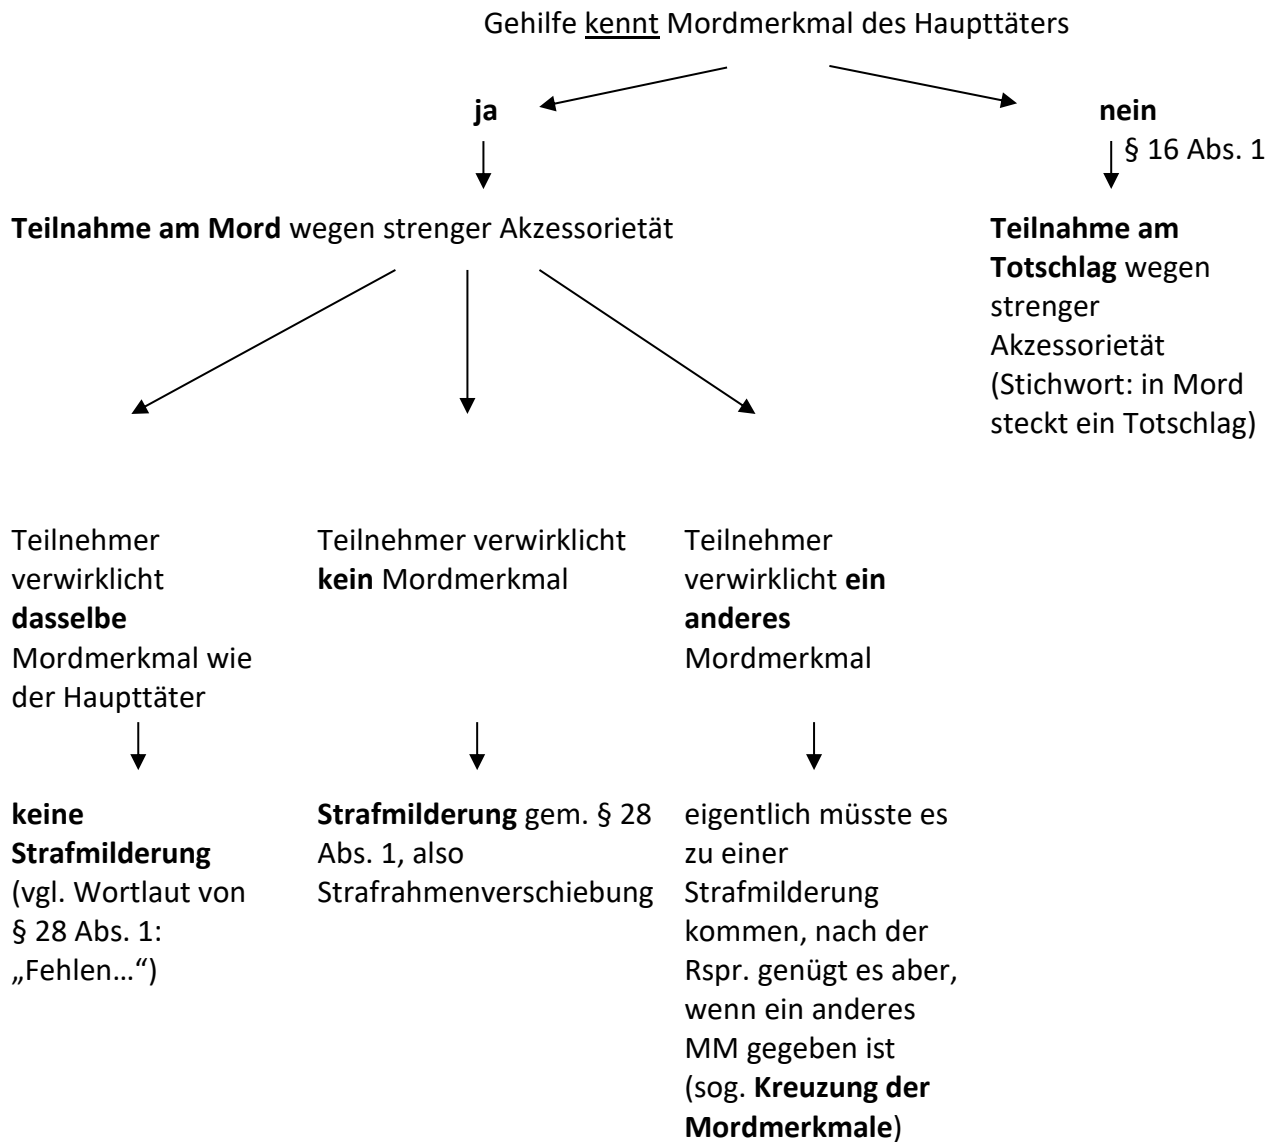 Gehilfe kennt Mordmerkmal des Haupttäters
ja
nein
§ 16 Abs. 1
Teilnahme am Mord wegen strenger Akzessorietät
Teilnahme am
Totschlag wegen
strenger
Akzessorietät
(Stichwort: in Mord
steckt ein Totschlag)
Teilnehmer
verwirklicht
dasselbe
Mordmerkmal wie
der Haupttäter
Teilnehmer verwirklicht
kein Mordmerkmal
Teilnehmer
verwirklicht ein
anderes
Mordmerkmal
keine
Strafmilderung
(vgl. Wortlaut von
§ 28 Abs. 1:
„Fehlen…“)
Strafmilderung gem. § 28
Abs. 1, also
Strafrahmenverschiebung
eigentlich müsste es
zu einer
Strafmilderung
kommen, nach der
Rspr. genügt es aber,
wenn ein anderes
MM gegeben ist
(sog. Kreuzung der
Mordmerkmale)